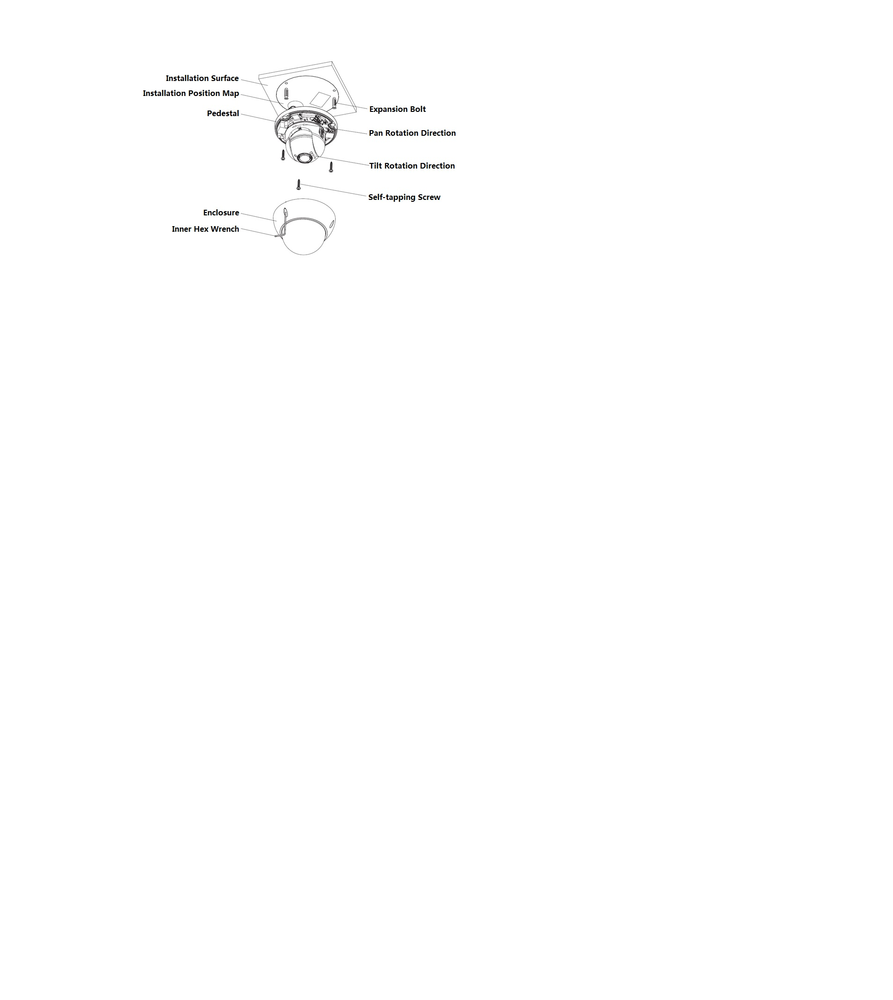 Installation Surface
Installation Position Map
Pedestal
Expansion Bolt
Pan Rotation Direction
Tilt Rotation Direction
Self-tapping Screw
Enclosure
Inner Hex Wrench